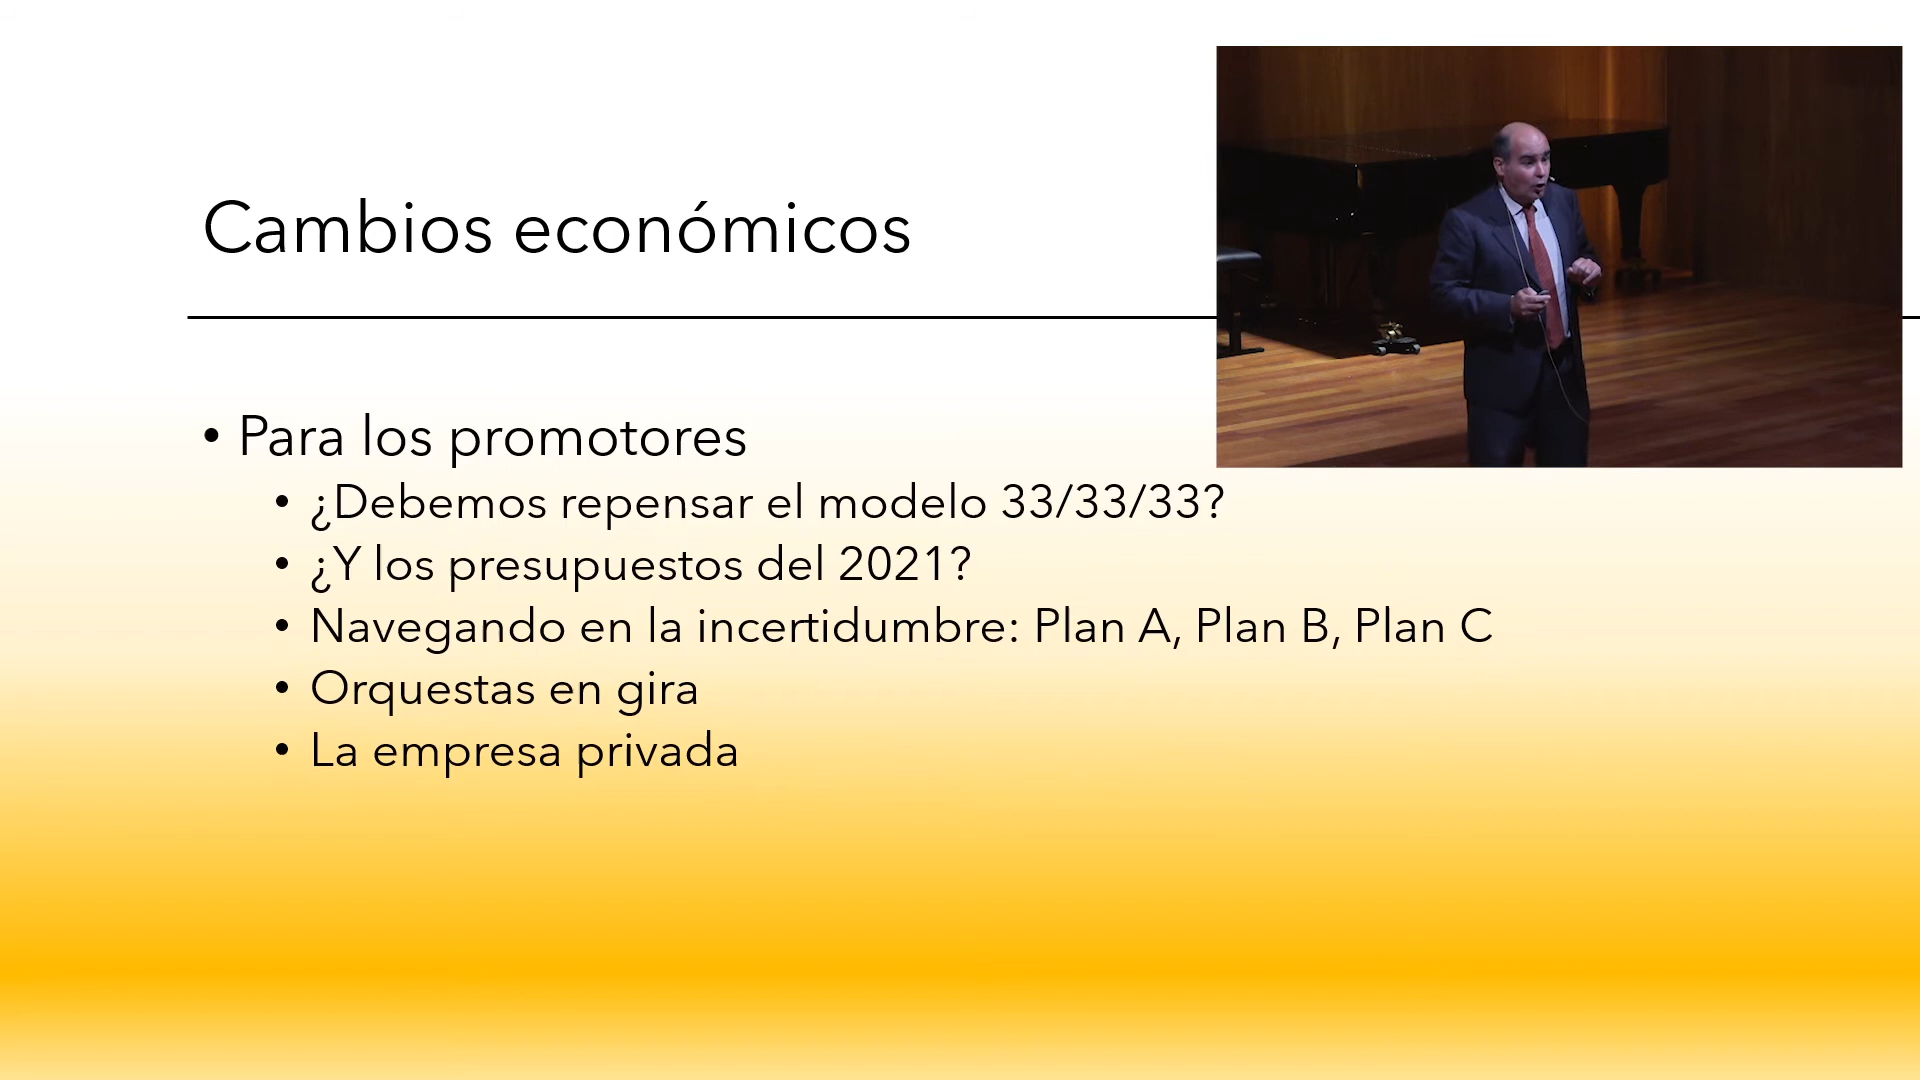 Cambios económicos
• Para los promotores
• ¿Debemos repensar el modelo 33/33/33?
• ¿Y los presupuestos del 2021?
• Navegando en la incertidumbre: Plan A, Plan B, Plan C
• Orquestas en gira
• La empresa privada